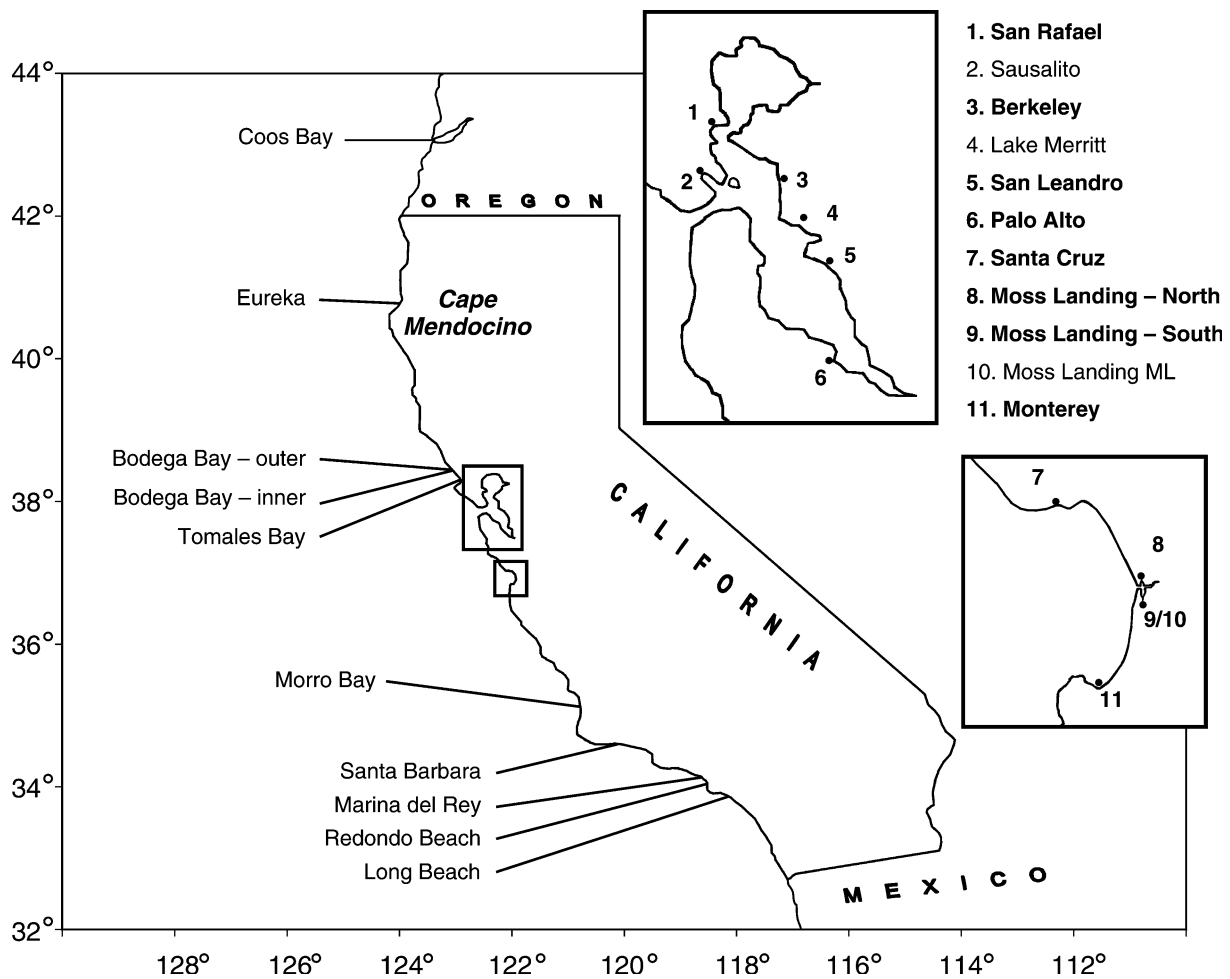 1. San Rafael
2. Sausalito
3. Berkeley
4. Lake Merritt
5. San Leandro
6. Palo Alto
7. Santa Cruz
8. Moss Landing – North
9. Moss Landing – South
10. Moss Landing ML
11. Monterey
44°
42°
40°
38°
36°
34°
32°
Coos Bay
OREGON
Eureka
Cape
Mendocino
Bodega Bay – outer
Bodega Bay – inner
Tomales Bay
CALIFORNIA
Morro Bay
Santa Barbara
Marina del Rey
Redondo Beach
Long Beach
MEXICO
1
2
3
4
5
6
7
8
9/10
11
128°
126°
124°
122°
120°
118°
116°
114°
112°